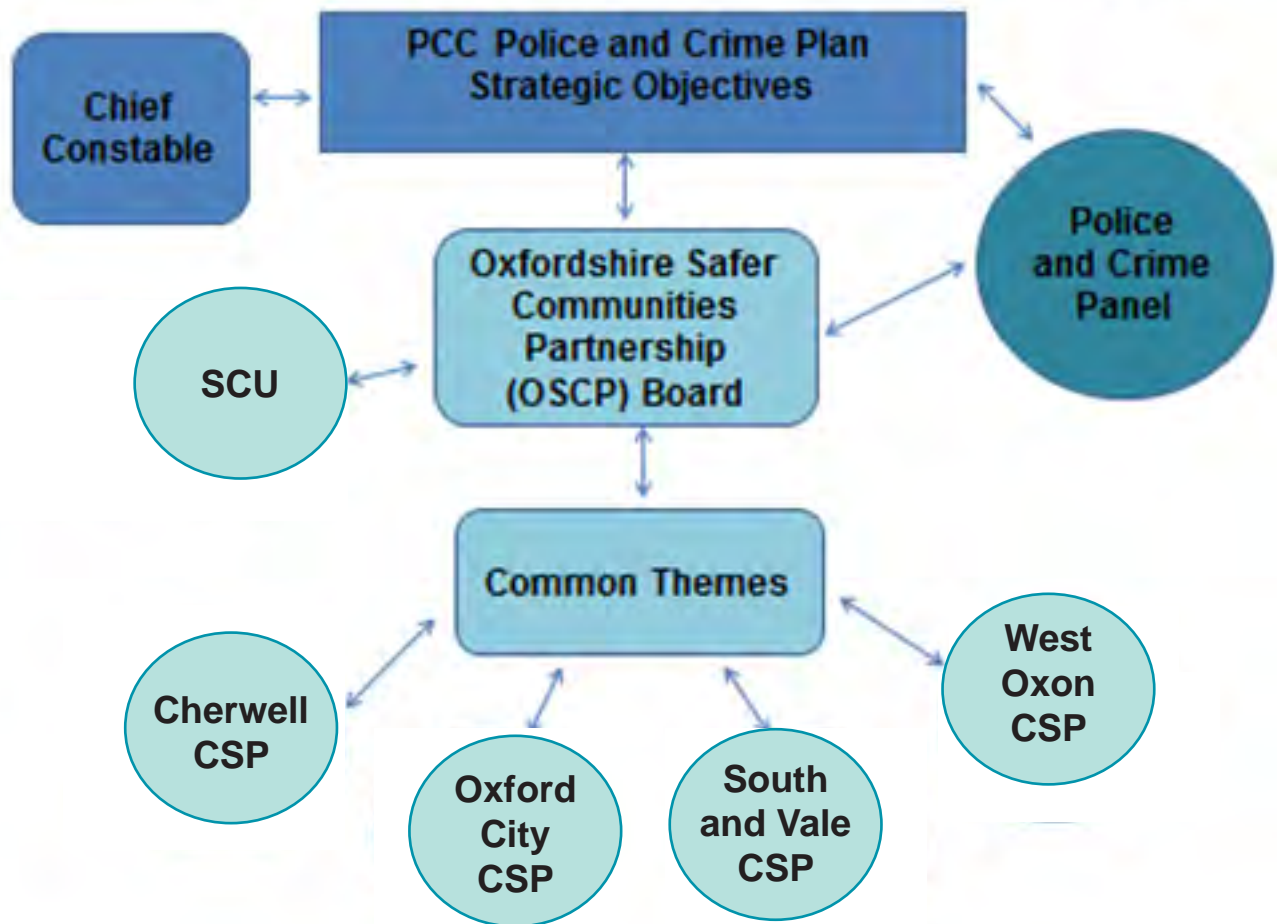 PCC Police and Crime Plan
Strategic Objectives
Chief
Constable
Police
and Crime
Panel
Oxfordshire Safer
Communities
Partnership
(OSCP) Board
SCU
Common Themes
West
Oxon
CSP
Cherwell
CSP
Oxford
City
CSP
South
and Vale
CSP